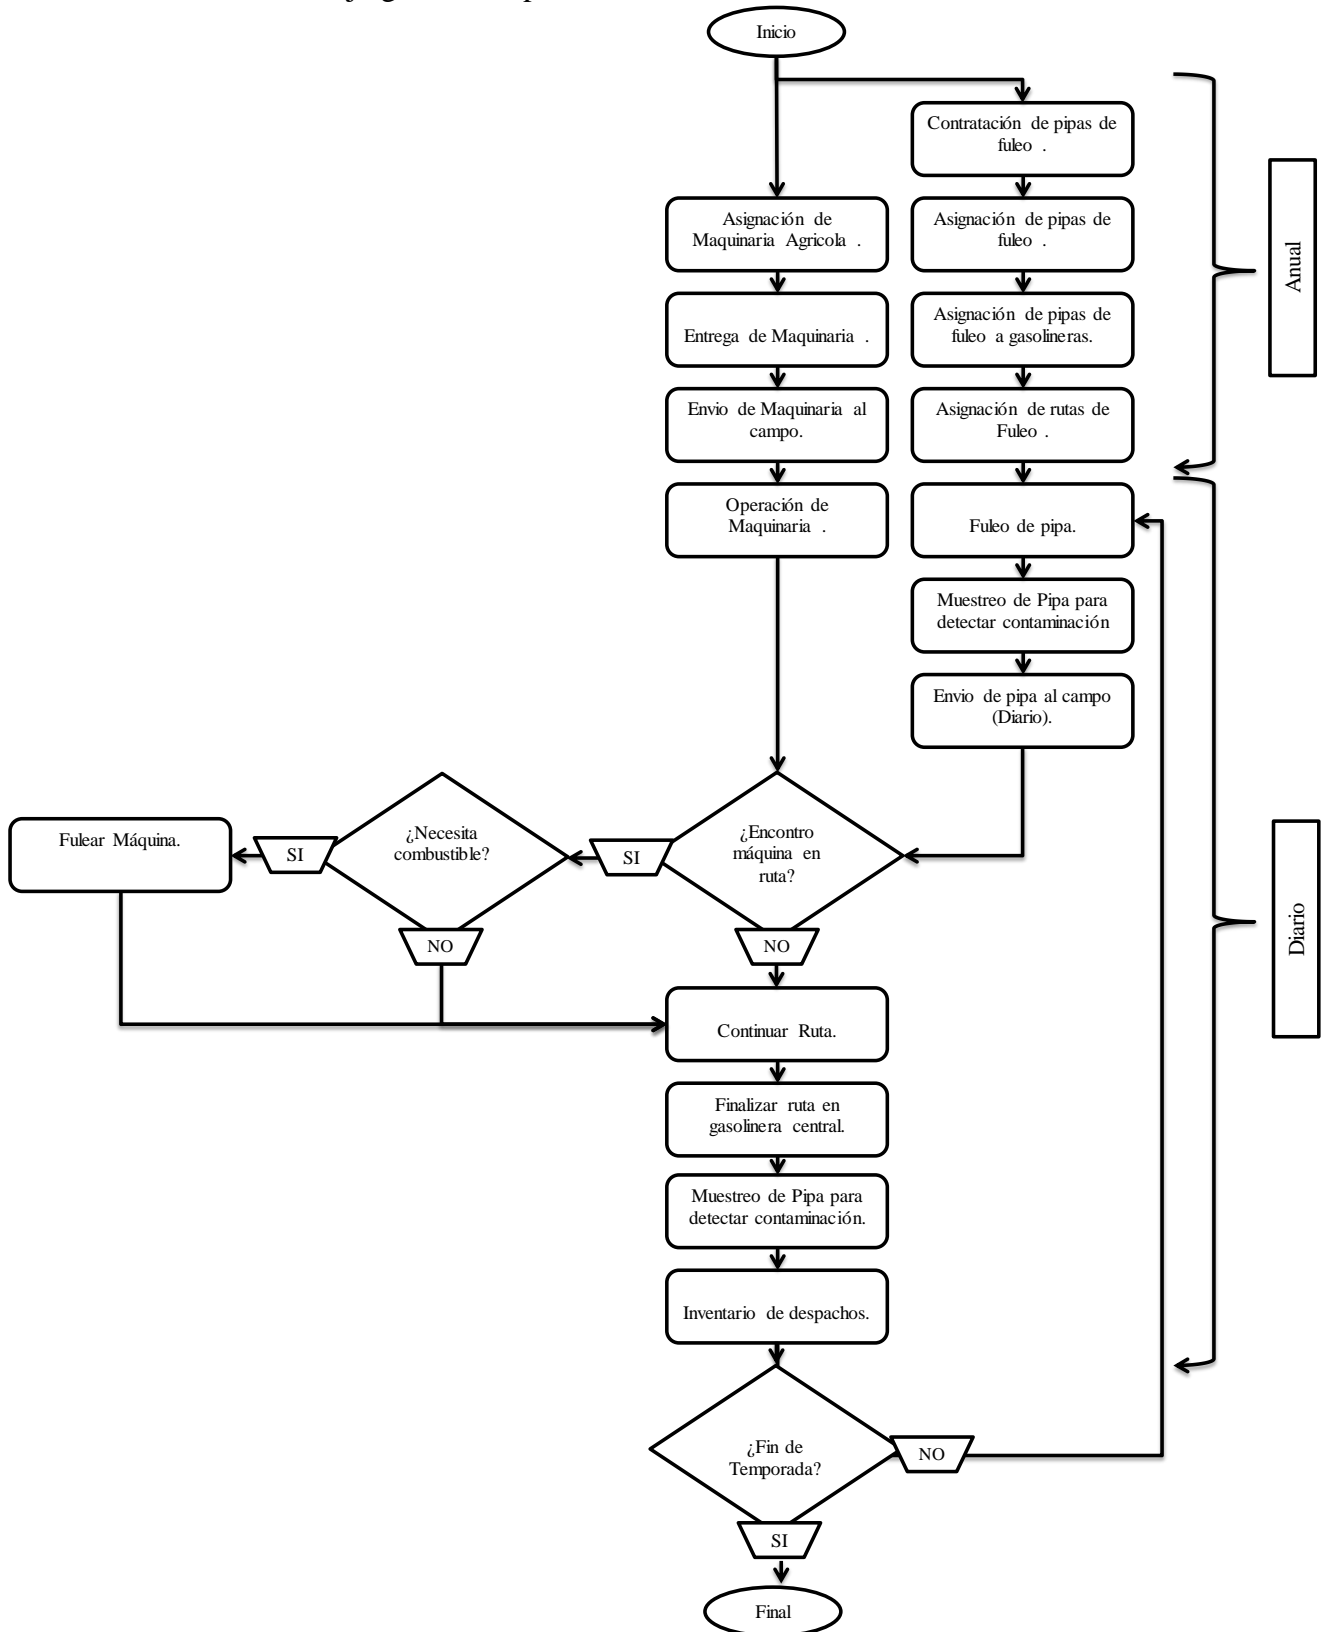 Inicio
Contratación de pipas de
fuleo .
Asignación de
Maquinaria Agricola .
Asignación de pipas de
fuleo .
Anual
Entrega de Maquinaria .
Asignación de pipas de
fuleo a gasolineras.
Envio de Maquinaria al
campo.
Asignación de rutas de
Fuleo .
Operación de
Maquinaria .
Fuleo de pipa.
Muestreo de Pipa para
detectar contaminación
Envio de pipa al campo
(Diario).
Fulear Máquina.
SI
¿Necesita
combustible?
SI
¿Encontro
máquina en
ruta?
NO
NO
Diario
Continuar Ruta.
Finalizar ruta en
gasolinera central.
Muestreo de Pipa para
detectar contaminación.
Inventario de despachos.
¿Fin de
Temporada?
NO
SI
Final